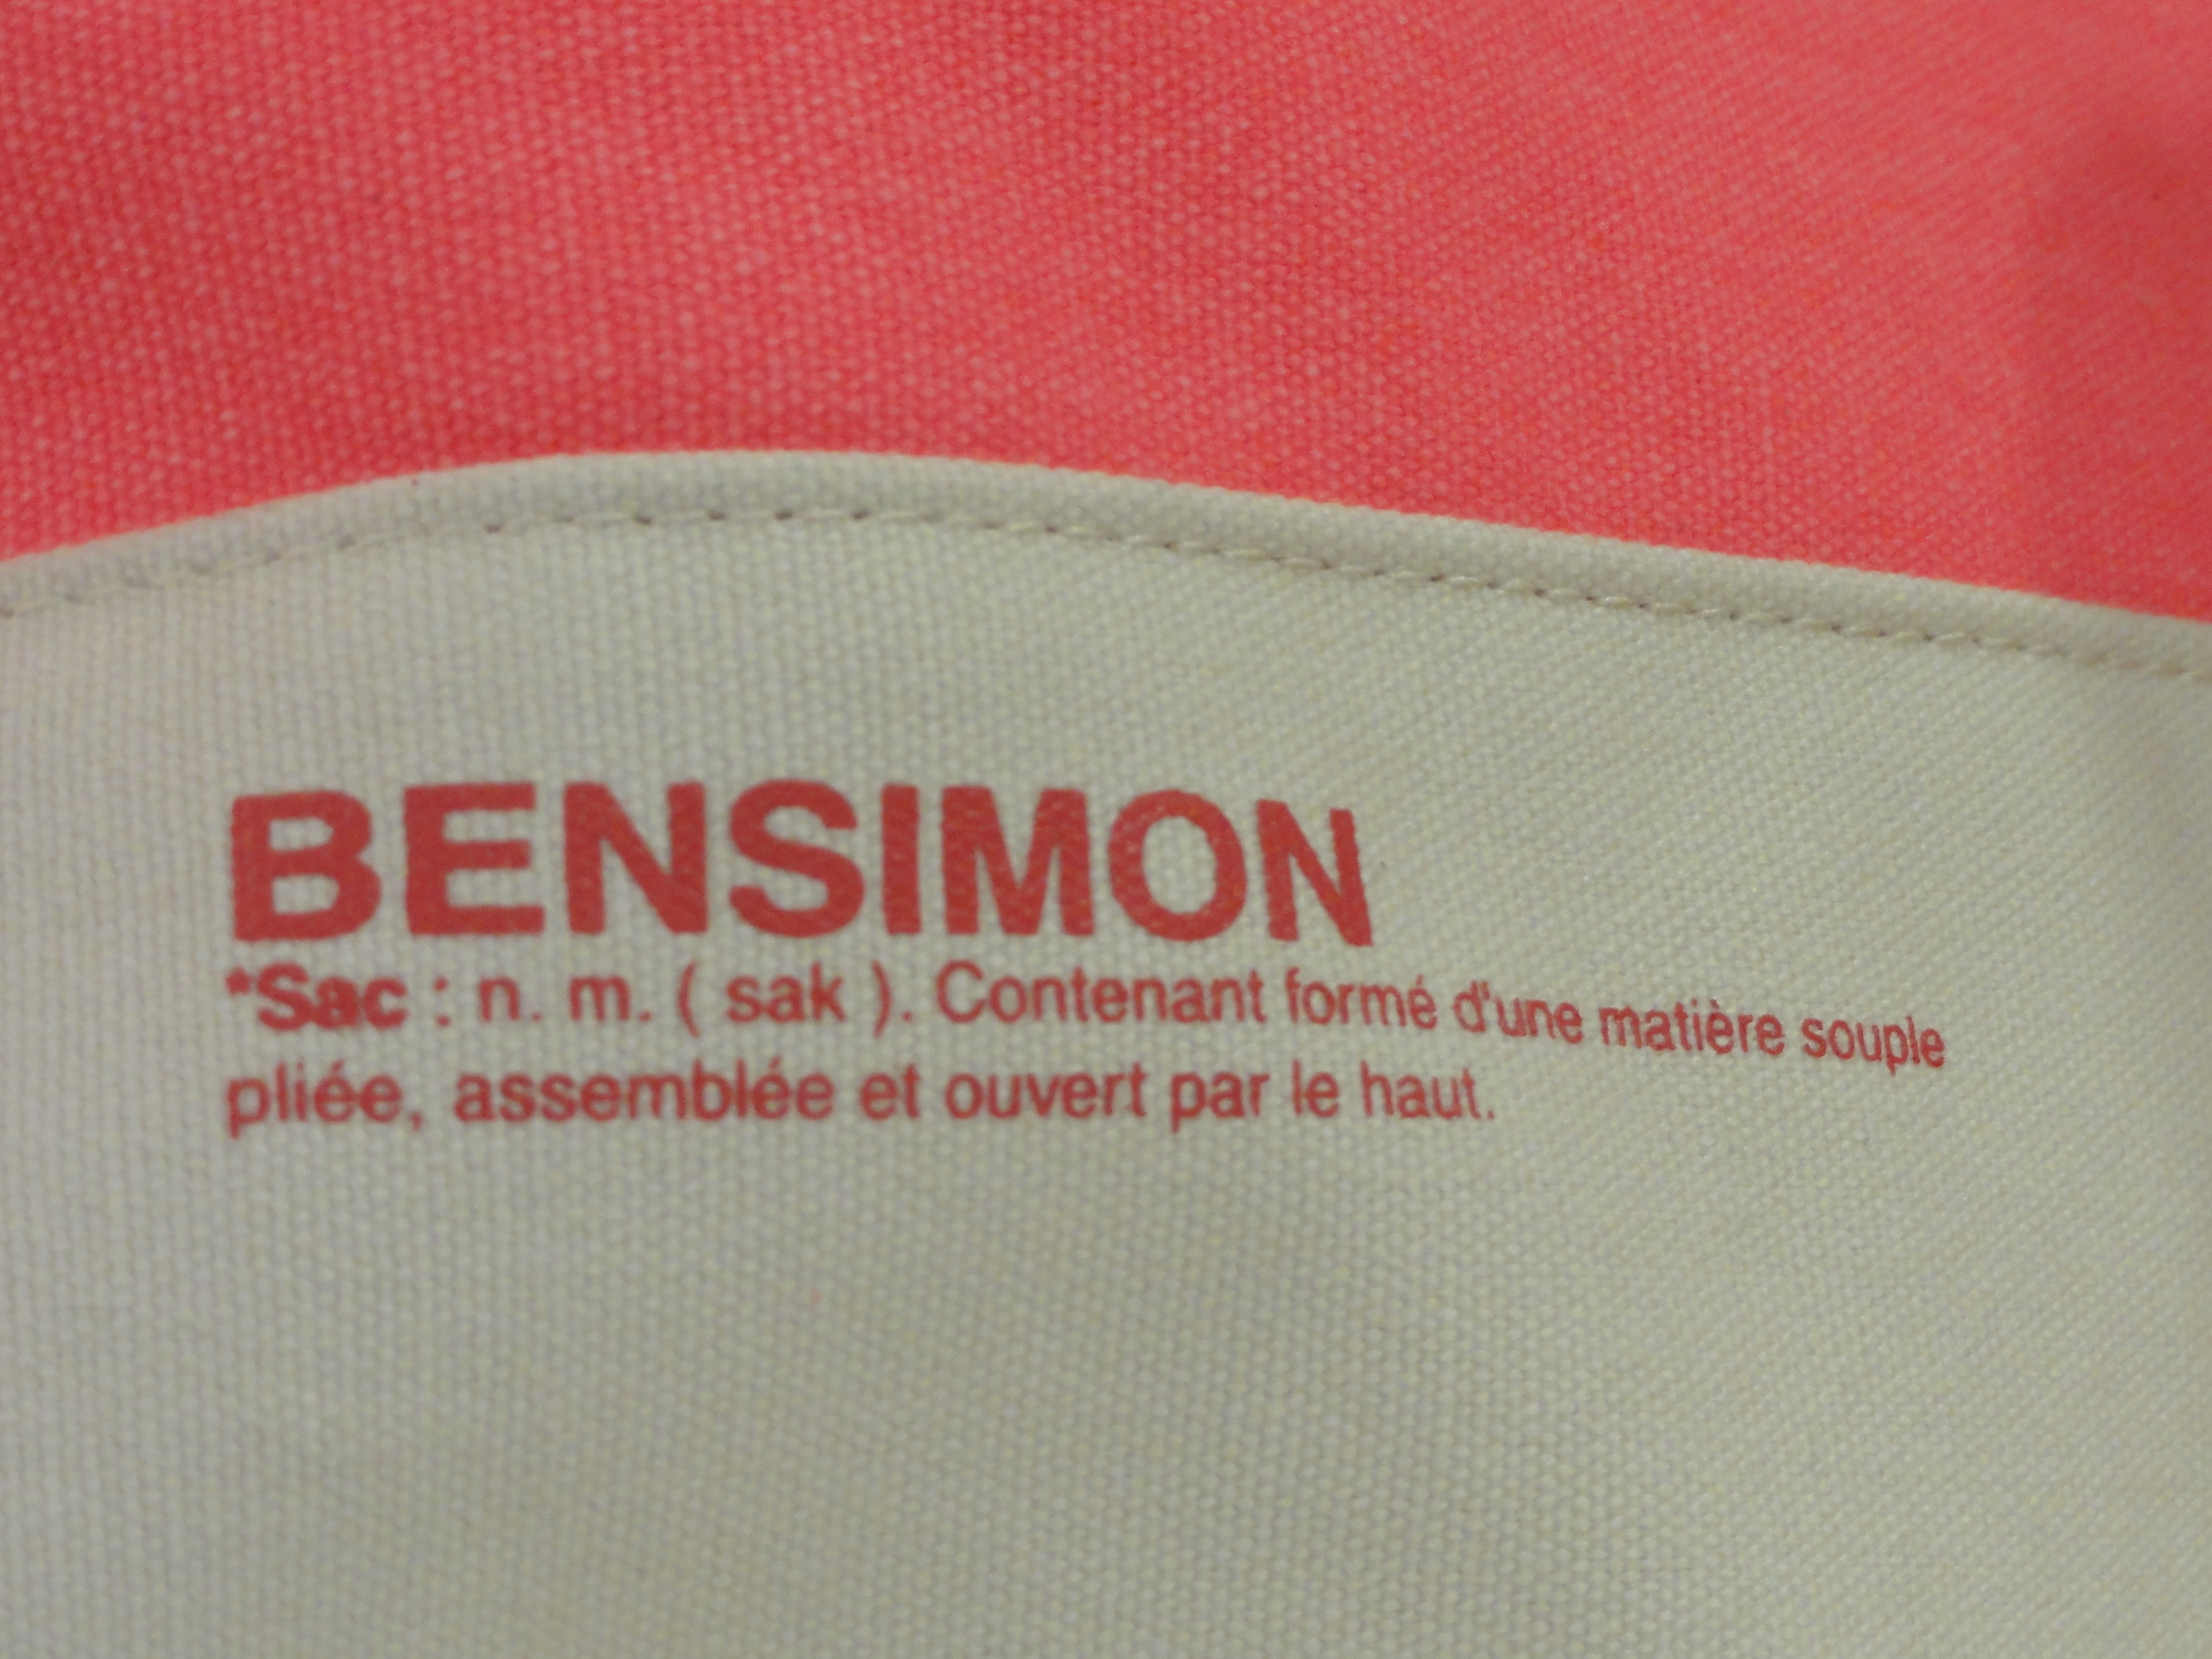 BENSIMON
*Sac : n. m. ( sak ). Contenant formé d'une matière souple
pliée, assemblée et ouvert par le haut.